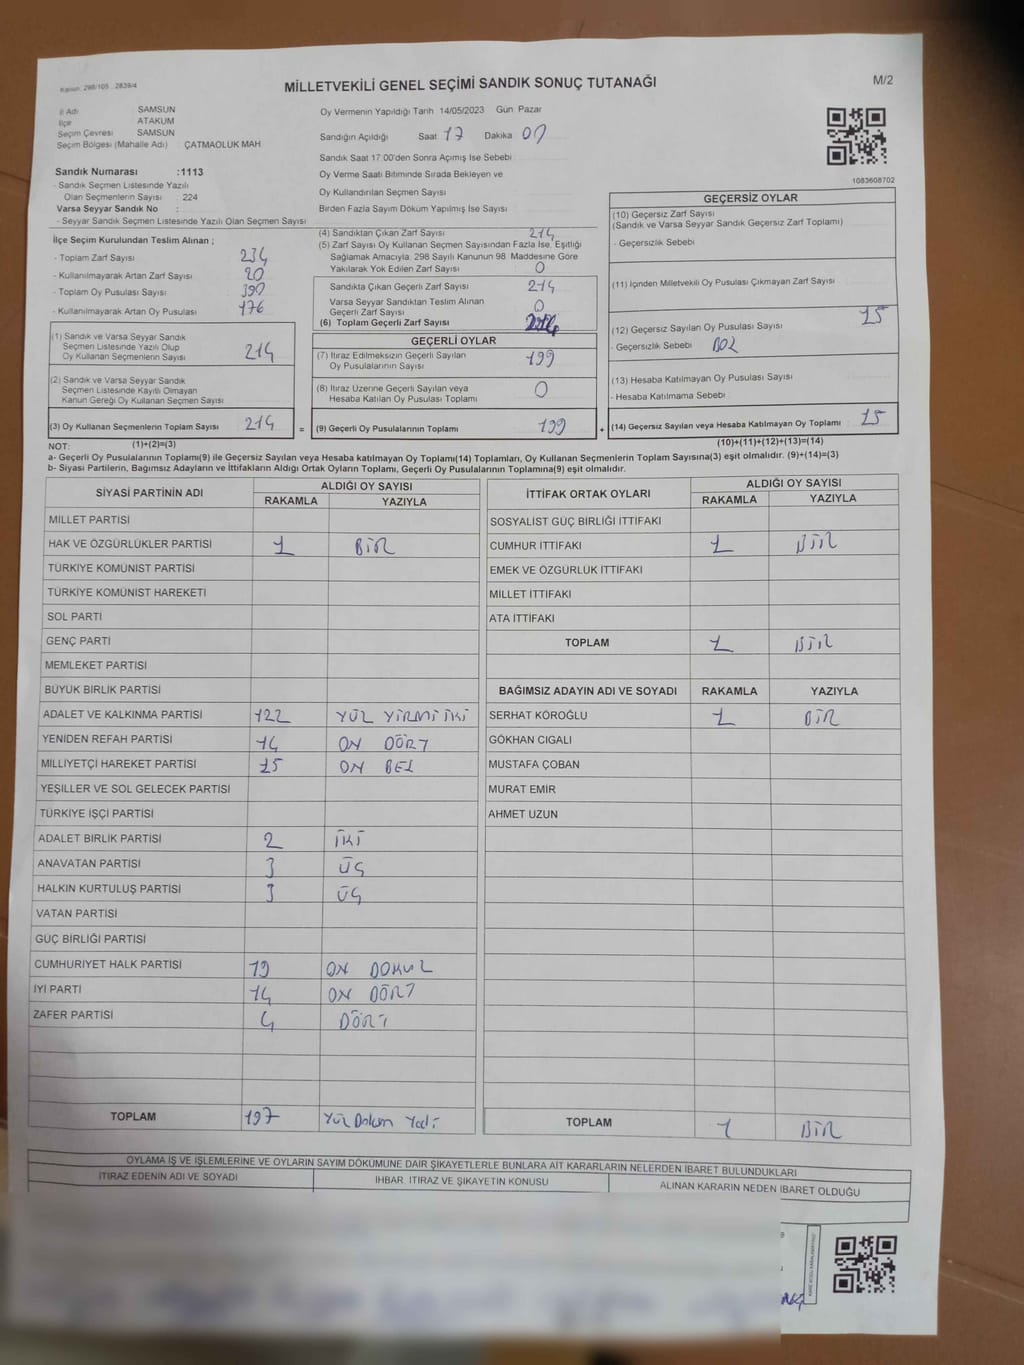 Kanun: 298/105 , 2839/4
MİLLETVEKİLİ GENEL SEÇİMİ SANDIK SONUÇ TUTANAĞI
M/2
İl Adı SAMSUN
İlçe ATAKUM
Seçim Çevresi SAMSUN
Seçim Bölgesi (Mahalle Adı) ÇATMAOLUK MAH.
Sandık Numarası :1113
- Sandık Seçmen Listesinde Yazılı
Olan Seçmenlerin Sayısı : 224
Varsa Seyyar Sandık No :
- Seyyar Sandık Seçmen Listesinde Yazılı Olan Seçmen Sayısı
Oy Vermenin Yapıldığı Tarih 14/05/2023 Gün: Pazar
Sandığın Açıldığı Saat 17 Dakika 00
Sandık Saat 17:00'den Sonra Açımış İse Sebebi
Oy Verme Saati Bitiminde Sırada Bekleyen ve
Oy Kullandırılan Seçmen Sayısı
Birden Fazla Sayım Döküm Yapılmış İse Sayısı
1083608702
İlçe Seçim Kurulundan Teslim Alınan ;
- Toplam Zarf Sayısı 234
- Kullanılmayarak Artan Zarf Sayısı 20
- Toplam Oy Pusulası Sayısı 390
- Kullanılmayarak Artan Oy Pusulası 176
(1) Sandık ve Varsa Seyyar Sandık
Seçmen Listesinde Yazılı Olup
Oy Kullanan Seçmenlerin Sayısı 214
(2) Sandık ve Varsa Seyyar Sandık
Seçmen Listesinde Kayıtlı Olmayan
Kanun Gereği Oy Kullanan Seçmen Sayısı
(3) Oy Kullanan Seçmenlerin Toplam Sayısı 214 =
(4) Sandıktan Çıkan Zarf Sayısı 214
(5) Zarf Sayısı Oy Kullanan Seçmen Sayısından Fazla İse, Eşitliği
Sağlamak Amacıyla, 298 Sayılı Kanunun 98. Maddesine Göre
Yakılarak Yok Edilen Zarf Sayısı 0
Sandıkta Çıkan Geçerli Zarf Sayısı 214
Varsa Seyyar Sandıktan Teslim Alınan
Geçerli Zarf Sayısı 0
(6) Toplam Geçerli Zarf Sayısı 214
GEÇERLİ OYLAR
(7) İtiraz Edilmeksizin Geçerli Sayılan
Oy Pusulalarının Sayısı 199
(8) İtiraz Üzerine Geçerli Sayılan veya
Hesaba Katılan Oy Pusulası Toplamı 0
(9) Geçerli Oy Pusulalarının Toplamı 199 +
GEÇERSİZ OYLAR
(10) Geçersiz Zarf Sayısı
(Sandık ve Varsa Seyyar Sandık Geçersiz Zarf Toplamı)
- Geçersizlik Sebebi
(11) İçinden Milletvekili Oy Pusulası Çıkmayan Zarf Sayısı
(12) Geçersiz Sayılan Oy Pusulası Sayısı 15
- Geçersizlik Sebebi
(13) Hesaba Katılmayan Oy Pusulası Sayısı
- Hesaba Katılmama Sebebi
(14) Geçersiz Sayılan veya Hesaba Katılmayan Oy Toplamı 15
NOT: (1)+(2)=(3) (10)+(11)+(12)+(13)=(14)
a- Geçerli Oy Pusulalarının Toplamı(9) ile Geçersiz Sayılan veya Hesaba katılmayan Oy Toplamı(14) Toplamları, Oy Kullanan Seçmenlerin Toplam Sayısına(3) eşit olmalıdır. (9)+(14)=(3)
b- Siyasi Partilerin, Bağımsız Adayların ve İttifakların Aldığı Ortak Oyların Toplamı, Geçerli Oy Pusulalarının Toplamına(9) eşit olmalıdır.
SİYASİ PARTİNİN ADI ALDIĞI OY SAYISI
RAKAMLA YAZIYLA
MİLLET PARTİSİ
HAK VE ÖZGÜRLÜKLER PARTİSİ 1 BİR
TÜRKİYE KOMÜNİST PARTİSİ
TÜRKİYE KOMÜNİST HAREKETİ
SOL PARTİ
GENÇ PARTİ
MEMLEKET PARTİSİ
BÜYÜK BİRLİK PARTİSİ
ADALET VE KALKINMA PARTİSİ 122 YÜZ YİRMİ İKİ
YENİDEN REFAH PARTİSİ 14 ON DÖRT
MİLLİYETÇİ HAREKET PARTİSİ 15 ON BEŞ
YEŞİLLER VE SOL GELECEK PARTİSİ
TÜRKİYE İŞÇİ PARTİSİ
ADALET BİRLİK PARTİSİ 2 İKİ
ANAVATAN PARTİSİ 3 ÜÇ
HALKIN KURTULUŞ PARTİSİ 3 ÜÇ
VATAN PARTİSİ
GÜÇ BİRLİĞİ PARTİSİ
CUMHURİYET HALK PARTİSİ 19 ON DOKUZ
İYİ PARTİ 14 ON DÖRT
ZAFER PARTİSİ 4 DÖRT
TOPLAM 197 Yüz Doksan Yedi
İTTİFAK ORTAK OYLARI ALDIĞI OY SAYISI
RAKAMLA YAZIYLA
SOSYALİST GÜÇ BİRLİĞİ İTTİFAKI
CUMHUR İTTİFAKI 1 BİR
EMEK VE ÖZGÜRLÜK İTTİFAKI
MİLLET İTTİFAKI
ATA İTTİFAKI
TOPLAM 1 BİR
BAĞIMSIZ ADAYIN ADI VE SOYADI RAKAMLA YAZIYLA
SERHAT KÖROĞLU 1 BİR
GÖKHAN CIGALI
MUSTAFA ÇOBAN
MURAT EMİR
AHMET UZUN
TOPLAM 1 BİR
OYLAMA İŞ VE İŞLEMLERİNE VE OYLARIN SAYIM DÖKÜMÜNE DAİR ŞİKAYETLERLE BUNLARA AİT KARARLARIN NELERDEN İBARET BULUNDUKLARI
İTİRAZ EDENİN ADI VE SOYADI
İHBAR İTİRAZ VE ŞİKAYETİN KONUSU
ALINAN KARARIN NEDEN İBARET OLDUĞU